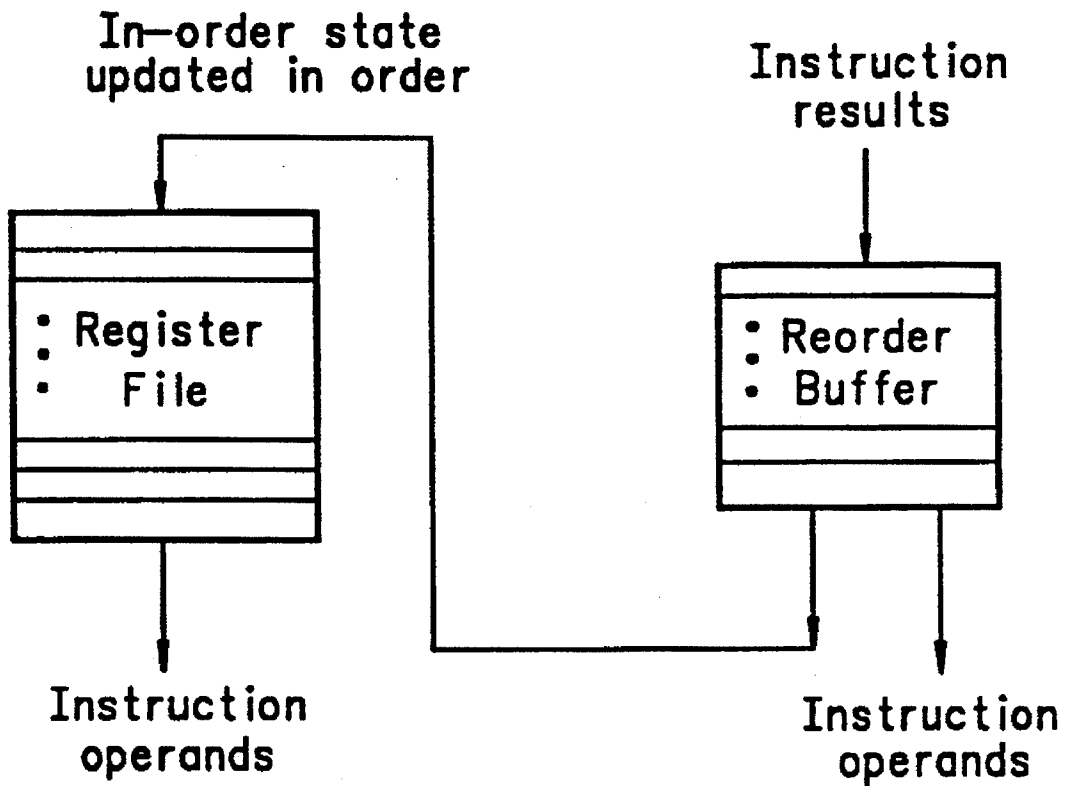 In-order state
updated in order
Instruction
results
Register
File
Reorder
Buffer
Instruction
operands
Instruction
operands